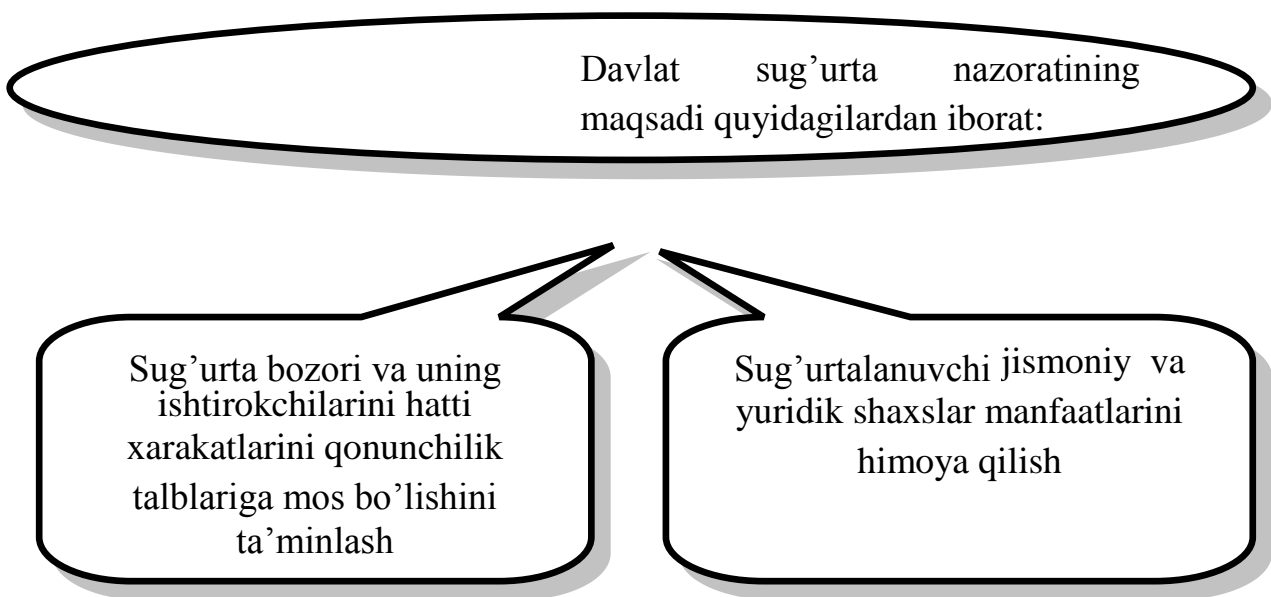 Davlat sug’urta nazoratining
maqsadi quyidagilardan iborat:
Sug’urta bozori va uning
ishtirokchilarini hatti
xarakatlarini qonunchilik
talblariga mos bo’lishini
ta’minlash
Sug’urtalanuvchi jismoniy va
yuridik shaxslar manfaatlarini
himoya qilish